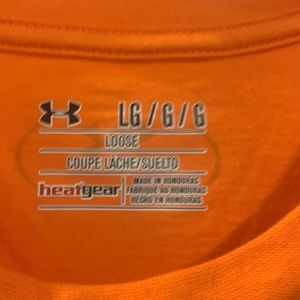 LG / G / G
LOOSE
COUPE LÂCHE/SUELTO
heatgear
MADE IN HONDURAS
FABRIQUÉ AU HONDURAS
HECHO EN HONDURAS